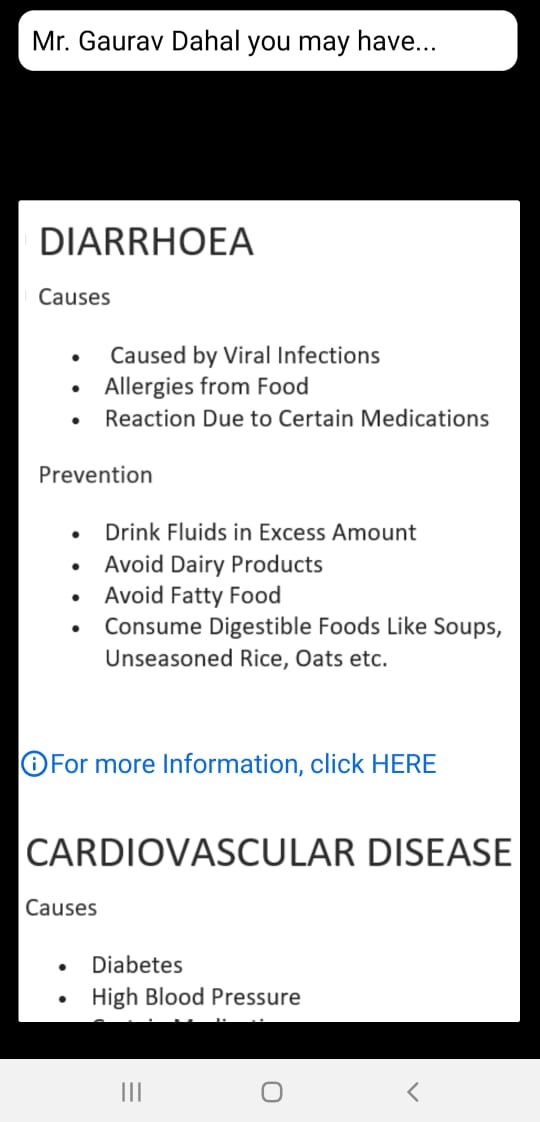 Mr. Gaurav Dahal you may have...
DIARRHOEA
Causes
• Caused by Viral Infections
• Allergies from Food
• Reaction Due to Certain Medications
Prevention
• Drink Fluids in Excess Amount
• Avoid Dairy Products
• Avoid Fatty Food
• Consume Digestible Foods Like Soups,
Unseasoned Rice, Oats etc.
For more Information, click HERE
CARDIOVASCULAR DISEASE
Causes
• Diabetes
• High Blood Pressure